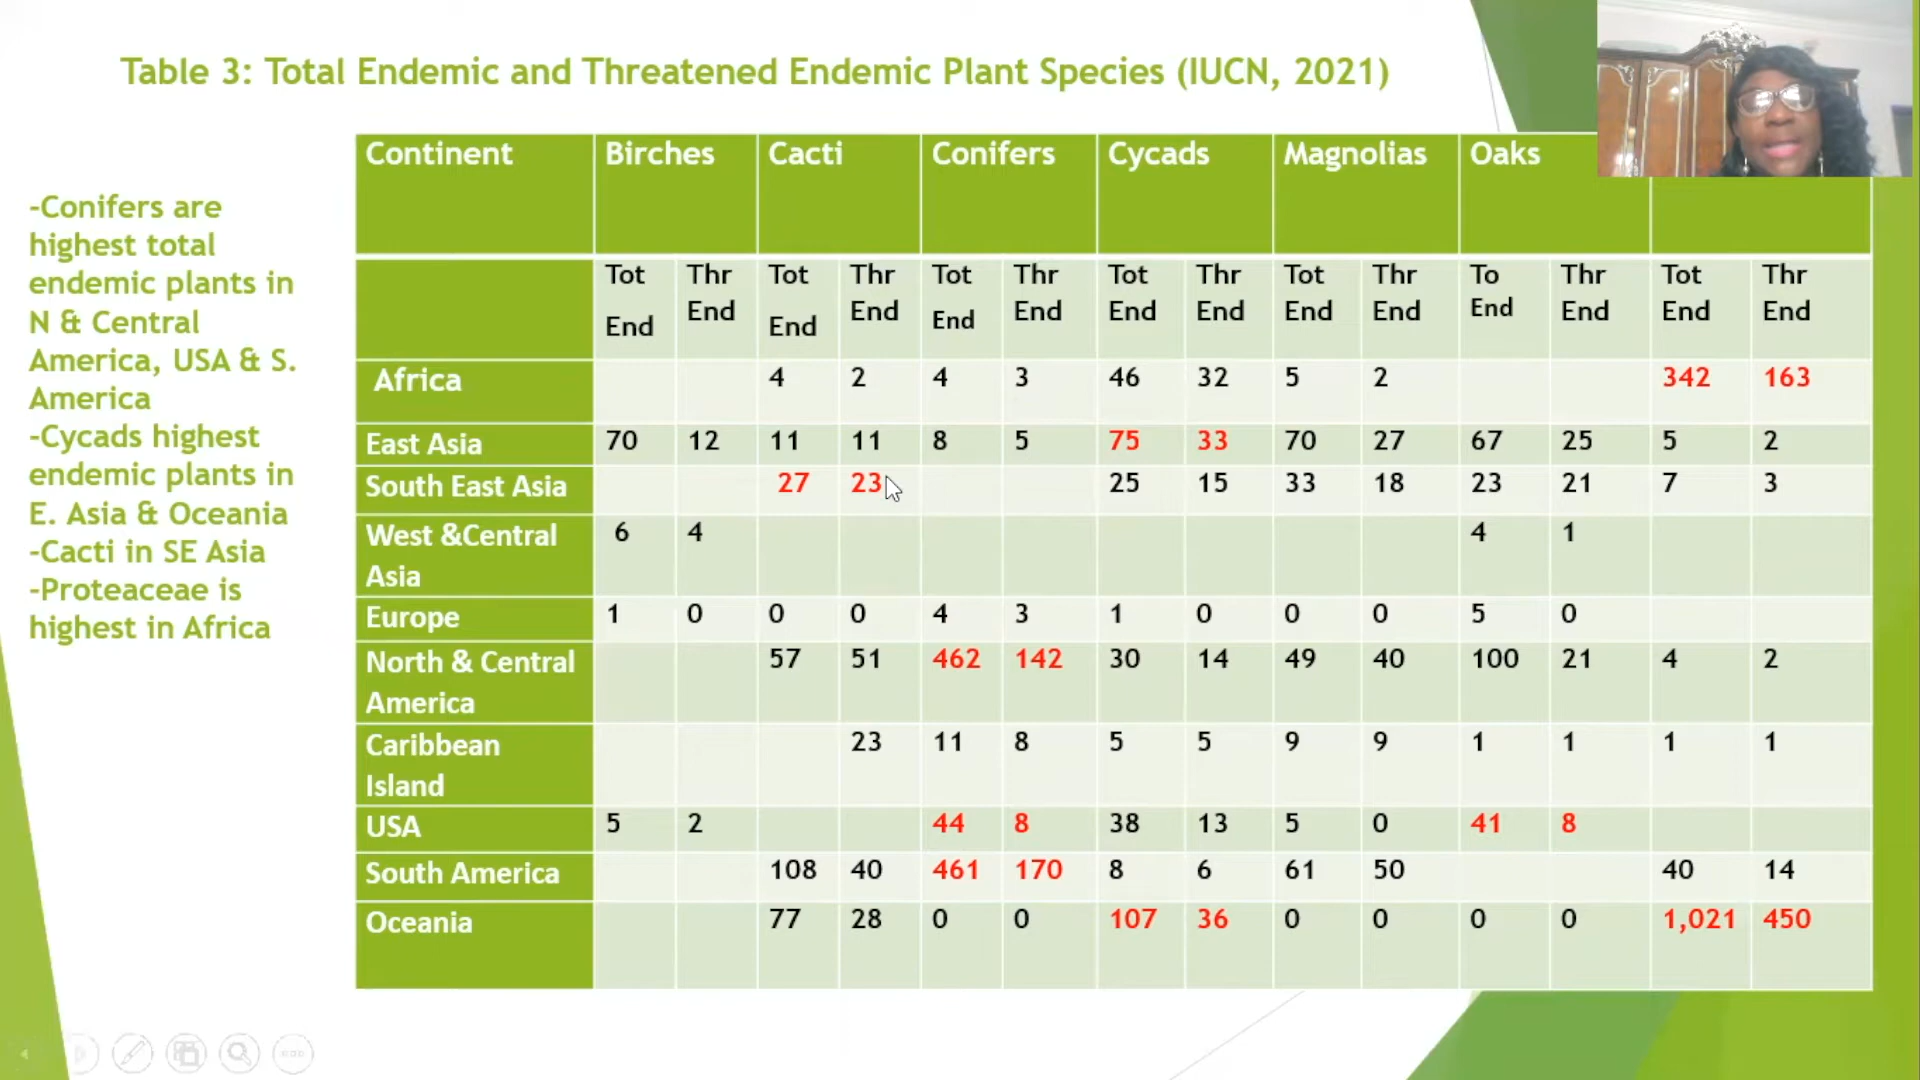 Table 3: Total Endemic and Threatened Endemic Plant Species (IUCN, 2021)
-Conifers are
highest total
endemic plants in
N & Central
America, USA & S.
America
-Cycads highest
endemic plants in
E. Asia & Oceania
-Cacti in SE Asia
-Proteaceae is
highest in Africa
Continent Birches Cacti Conifers Cycads Magnolias Oaks
Tot Thr Tot Thr Tot Thr Tot Thr Tot Thr To Thr Tot Thr
End End End End End End End End End End End End End End
Africa 4 2 4 3 46 32 5 2 342 163
East Asia 70 12 11 11 8 5 75 33 70 27 67 25 5 2
South East Asia 27 23 25 15 33 18 23 21 7 3
West &Central 6 4 4 1
Asia
Europe 1 0 0 0 4 3 1 0 0 0 5 0
North & Central 57 51 462 142 30 14 49 40 100 21 4 2
America
Caribbean 23 11 8 5 5 9 9 1 1 1 1
Island
USA 5 2 44 8 38 13 5 0 41 8
South America 108 40 461 170 8 6 61 50 40 14
Oceania 77 28 0 0 107 36 0 0 0 0 1,021 450